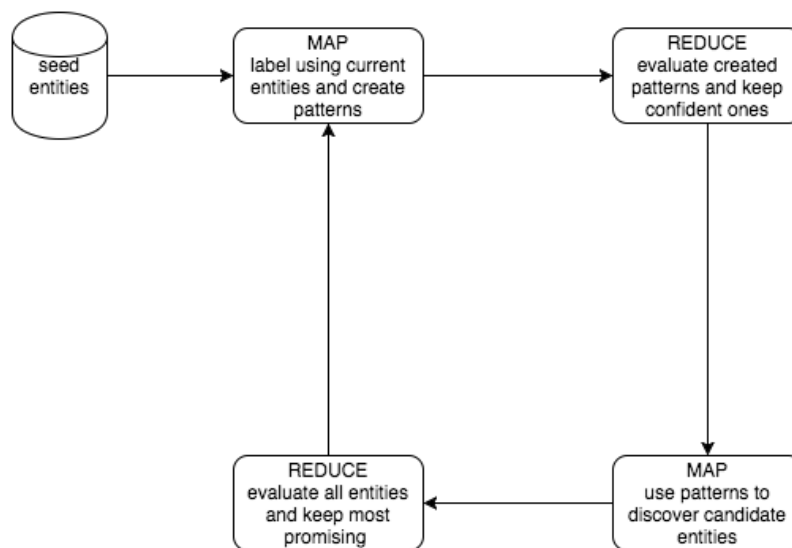 seed
entities
MAP
label using current
entities and create
patterns
REDUCE
evaluate created
patterns and keep
confident ones
REDUCE
evaluate all entities
and keep most
promising
MAP
use patterns to
discover candidate
entities